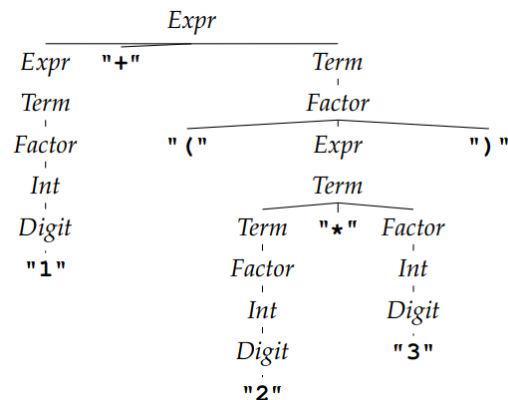 Expr
Expr "+" Term
Term Factor
Factor "(" Expr ")"
Int Term
Digit Term "*" Factor
"1" Factor Int
Int Digit
Digit "3"
"2"